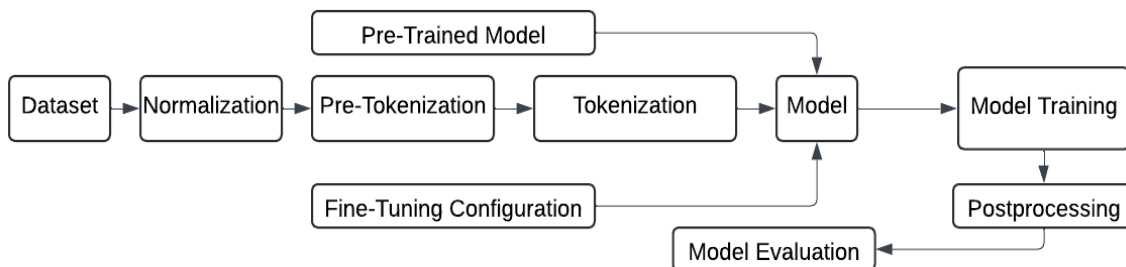 Pre-Trained Model
Dataset
Normalization
Pre-Tokenization
Tokenization
Model
Model Training
Fine-Tuning Configuration
Postprocessing
Model Evaluation